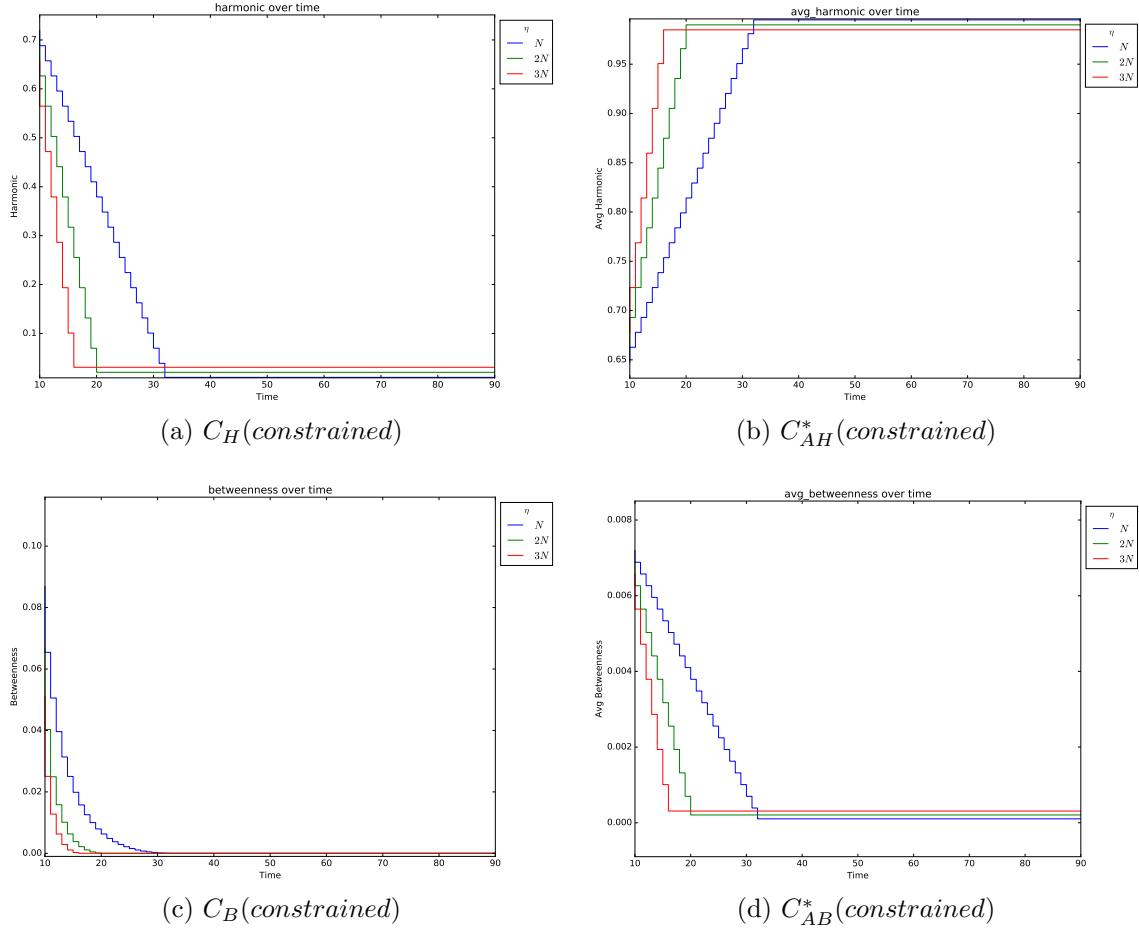 harmonic over time
Harmonic
0.7
0.6
0.5
0.4
0.3
0.2
0.1
10 20 30 40 50 60 70 80 90
Time
η
N
2N
3N
(a) C_H(constrained)
avg_harmonic over time
Avg Harmonic
0.95
0.90
0.85
0.80
0.75
0.70
0.65
10 20 30 40 50 60 70 80 90
Time
η
N
2N
3N
(b) C*_AH(constrained)
betweenness over time
Betweenness
0.10
0.08
0.06
0.04
0.02
0.00
10 20 30 40 50 60 70 80 90
Time
η
N
2N
3N
(c) C_B(constrained)
avg_betweenness over time
Avg Betweenness
0.008
0.006
0.004
0.002
0.000
10 20 30 40 50 60 70 80 90
Time
η
N
2N
3N
(d) C*_AB(constrained)